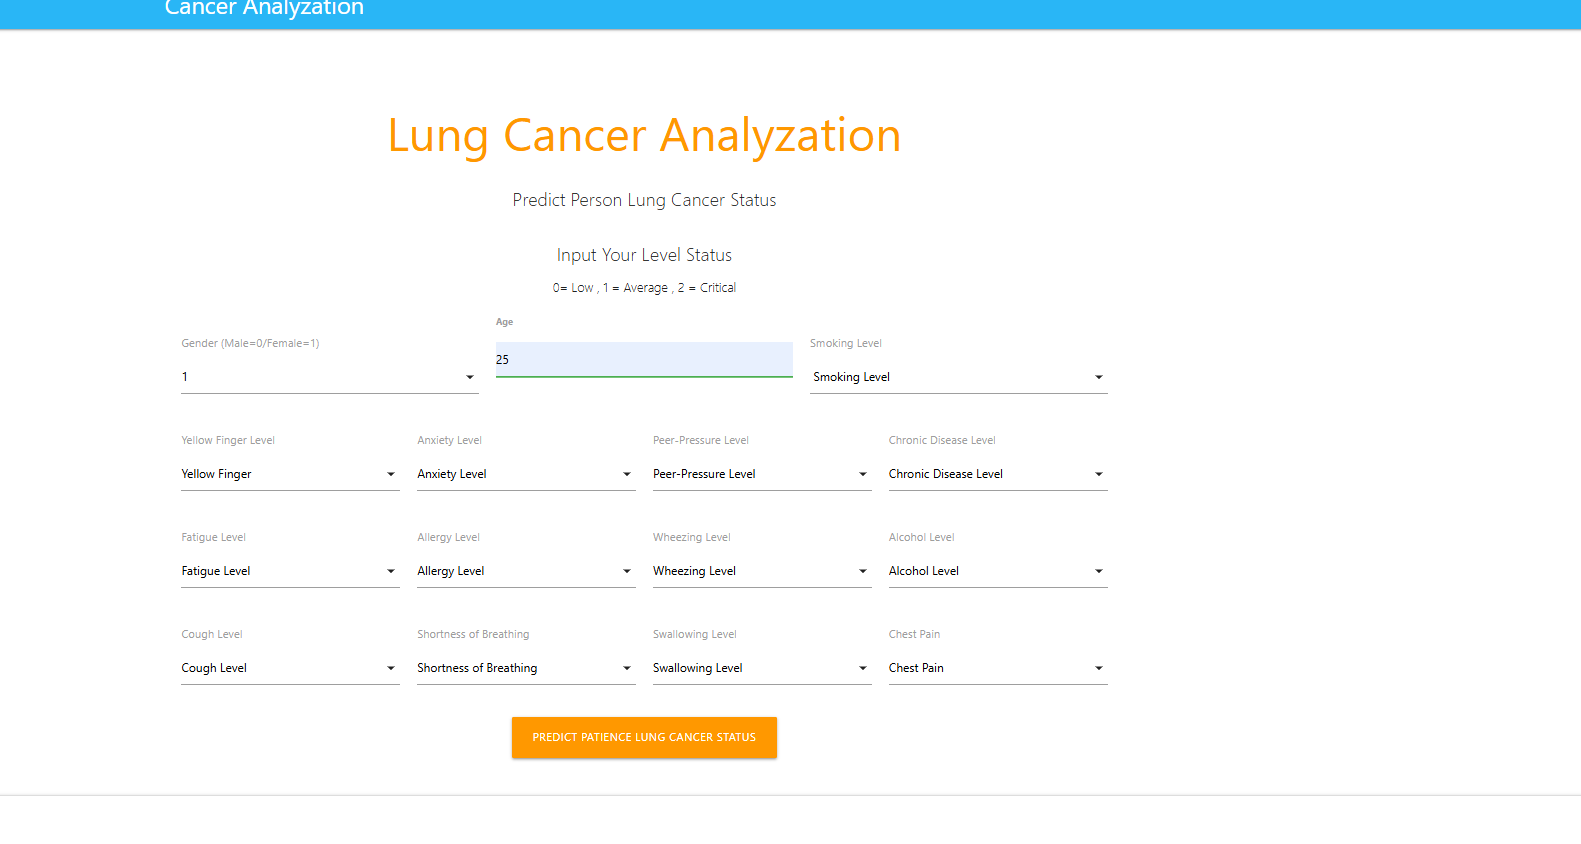 Cancer Analyzation
Lung Cancer Analyzation
Predict Person Lung Cancer Status
Input Your Level Status
0= Low , 1 = Average , 2 = Critical
Gender (Male=0/Female=1)
1
Age
25
Smoking Level
Smoking Level
Yellow Finger Level
Yellow Finger
Anxiety Level
Anxiety Level
Peer-Pressure Level
Peer-Pressure Level
Chronic Disease Level
Chronic Disease Level
Fatigue Level
Fatigue Level
Allergy Level
Allergy Level
Wheezing Level
Wheezing Level
Alcohol Level
Alcohol Level
Cough Level
Cough Level
Shortness of Breathing
Shortness of Breathing
Swallowing Level
Swallowing Level
Chest Pain
Chest Pain
PREDICT PATIENCE LUNG CANCER STATUS